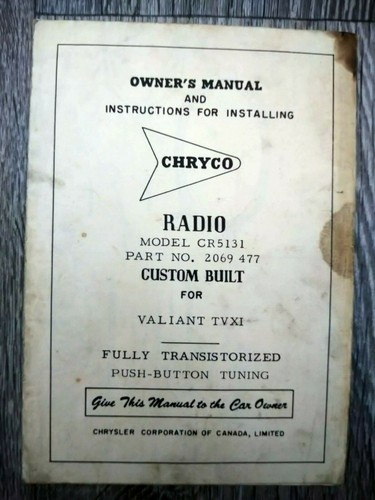 OWNER'S MANUAL
AND
INSTRUCTIONS FOR INSTALLING
CHRYCO
RADIO
MODEL CR5131
PART NO. 2069 477
CUSTOM BUILT
FOR
VALIANT TVXI
FULLY TRANSISTORIZED
PUSH-BUTTON TUNING
Give This Manual to the Car Owner
CHRYSLER CORPORATION OF CANADA, LIMITED